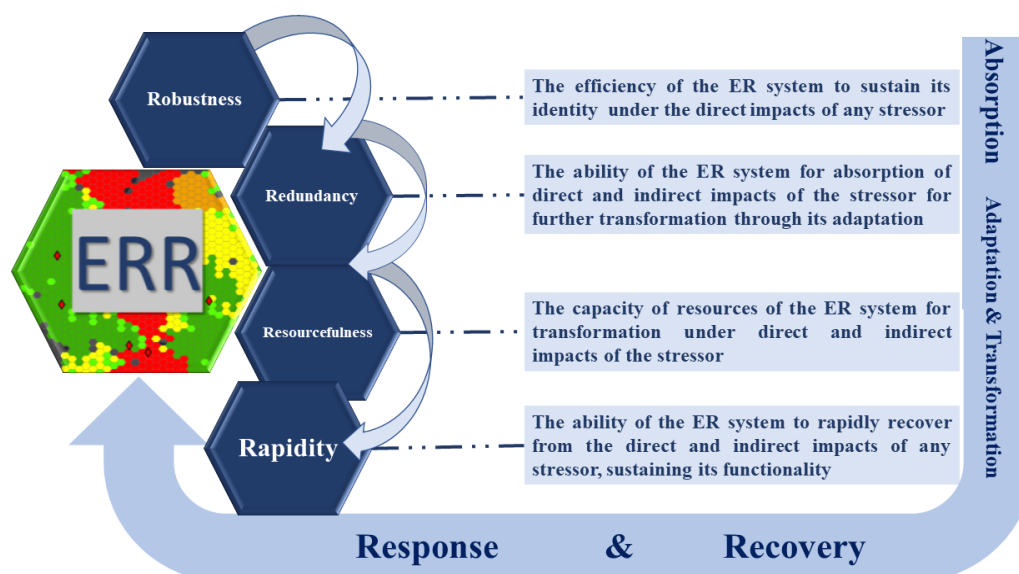 Robustness
The efficiency of the ER system to sustain its
identity under the direct impacts of any stressor
Redundancy
The ability of the ER system for absorption of
direct and indirect impacts of the stressor for
further transformation through its adaptation
ERR
Resourcefulness
The capacity of resources of the ER system for
transformation under direct and indirect
impacts of the stressor
Rapidity
The ability of the ER system to rapidly recover
from the direct and indirect impacts of any
stressor, sustaining its functionality
Absorption
Adaptation & Transformation
Response & Recovery